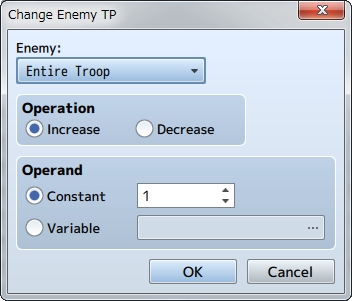 Change Enemy TP
Enemy:
Entire Troop
Operation
Increase
Decrease
Operand
Constant
1
Variable
...
OK
Cancel